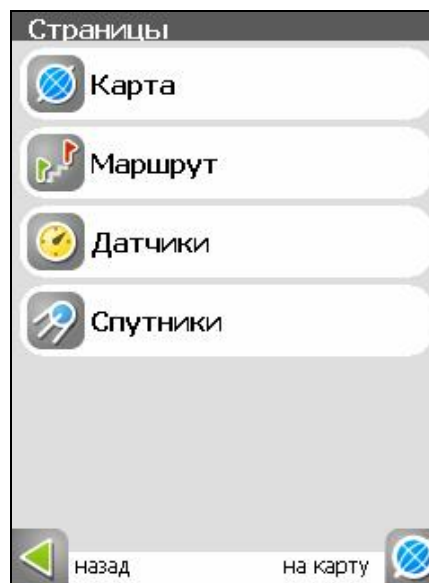 Страницы
Карта
Маршрут
Датчики
Спутники
назад
на карту